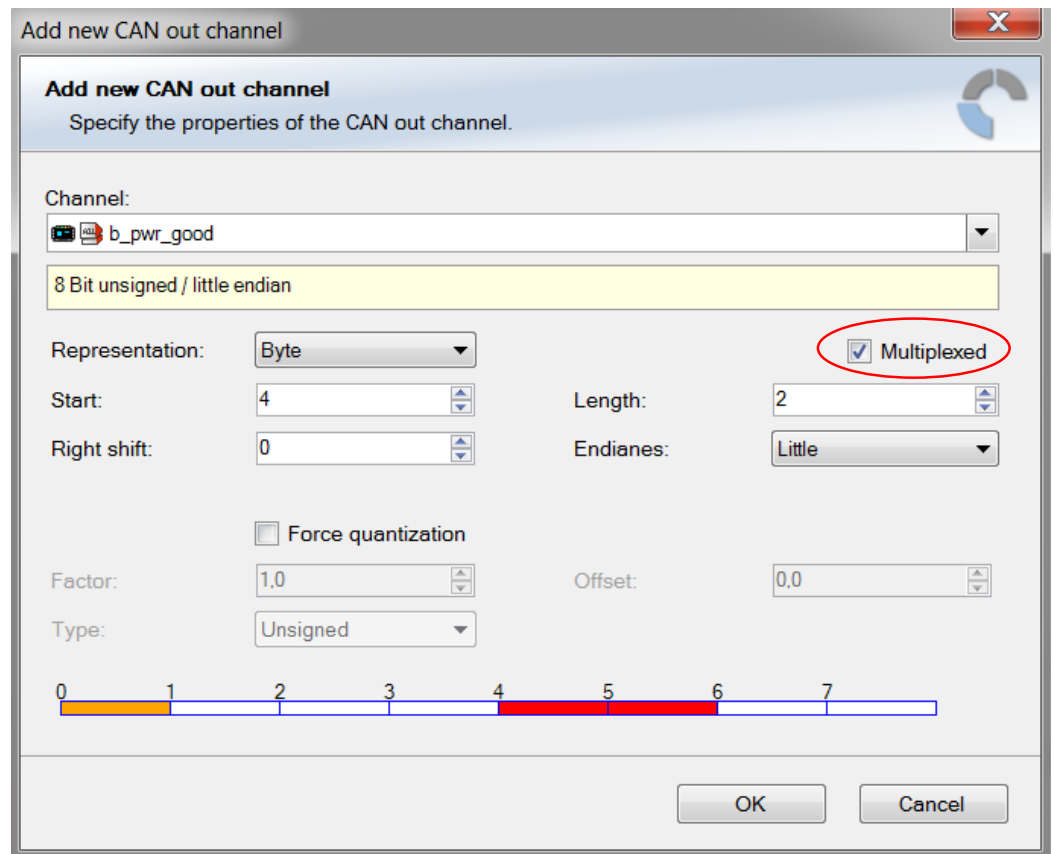 Add new CAN out channel
X
Add new CAN out channel
Specify the properties of the CAN out channel.
Channel:
b_pwr_good
8 Bit unsigned / little endian
Representation: Byte Multiplexed
Start: 4 Length: 2
Right shift: 0 Endianes: Little
Force quantization
Factor: 1,0 Offset: 0,0
Type: Unsigned
0 1 2 3 4 5 6 7
OK Cancel